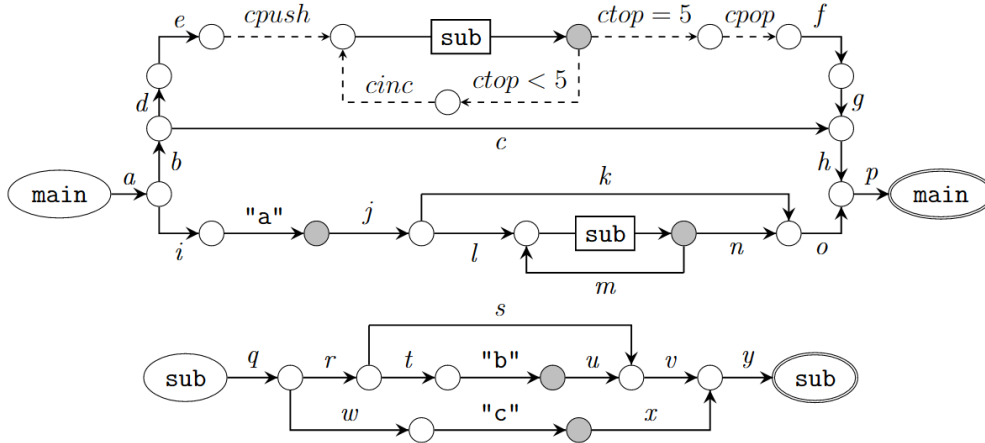 e cpush sub ctop = 5 cpop f
cinc ctop < 5
d g
c
b h
main a k p main
"a" j sub
i l n o
m
s
q r t "b" u v y
sub sub
w "c" x